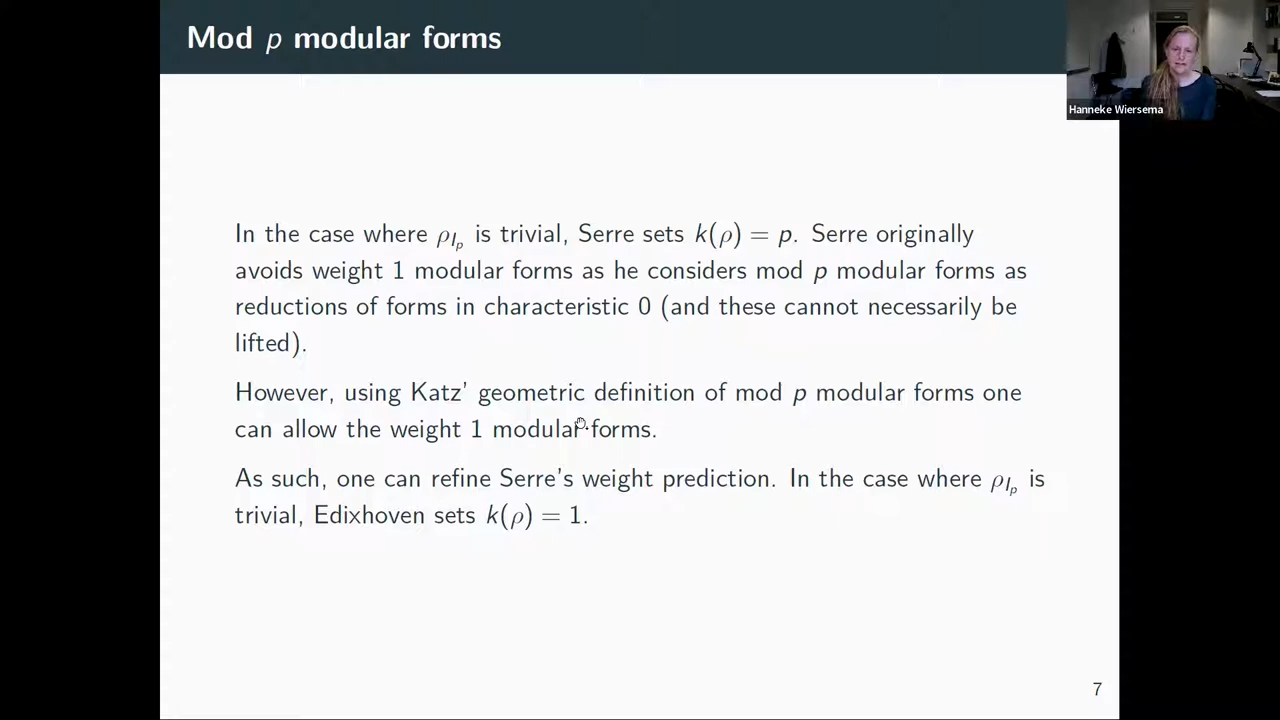 Mod p modular forms
Hanneke Wiersema
In the case where ρ_{I_p} is trivial, Serre sets k(ρ) = p. Serre originally
avoids weight 1 modular forms as he considers mod p modular forms as
reductions of forms in characteristic 0 (and these cannot necessarily be
lifted).
However, using Katz' geometric definition of mod p modular forms one
can allow the weight 1 modular forms.
As such, one can refine Serre's weight prediction. In the case where ρ_{I_p} is
trivial, Edixhoven sets k(ρ) = 1.
7